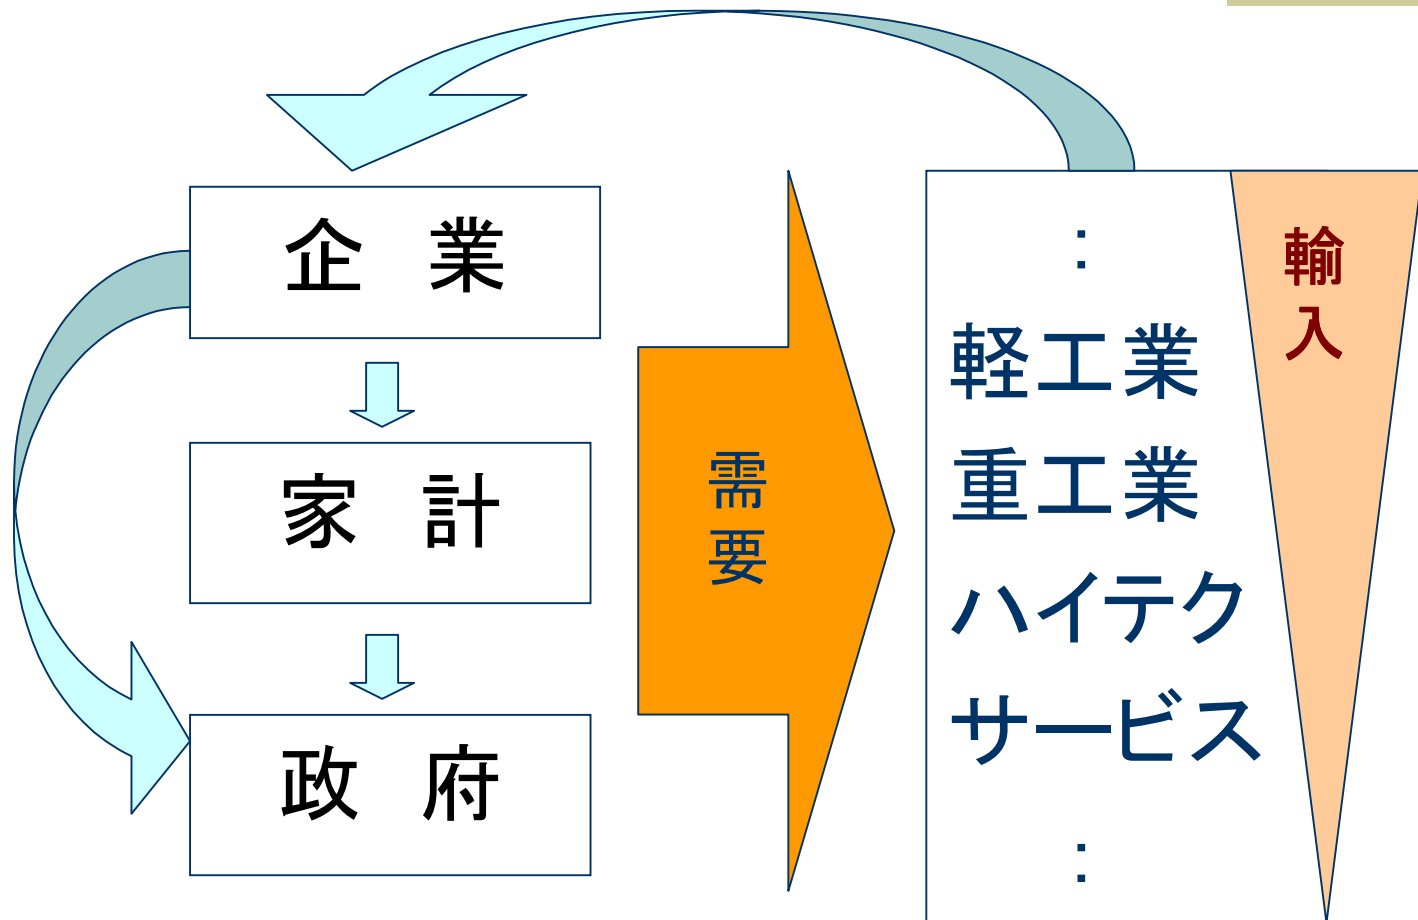 企 業
家 計
政 府
需
要
：
軽工業
重工業
ハイテク
サービス
：
輸
入